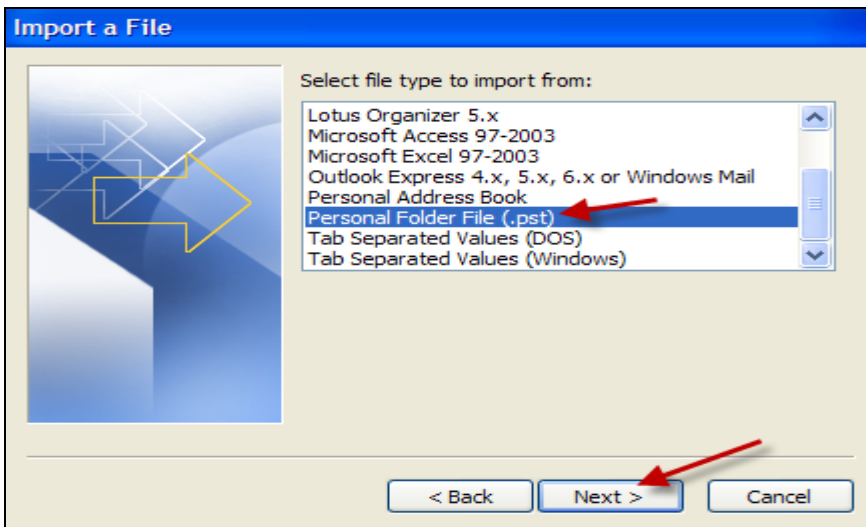 Import a File
Select file type to import from:
Lotus Organizer 5.x
Microsoft Access 97-2003
Microsoft Excel 97-2003
Outlook Express 4.x, 5.x, 6.x or Windows Mail
Personal Address Book
Personal Folder File (.pst)
Tab Separated Values (DOS)
Tab Separated Values (Windows)
< Back Next > Cancel